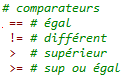 # comparateurs
== # égal
!= # différent
> # supérieur
>= # sup ou égal